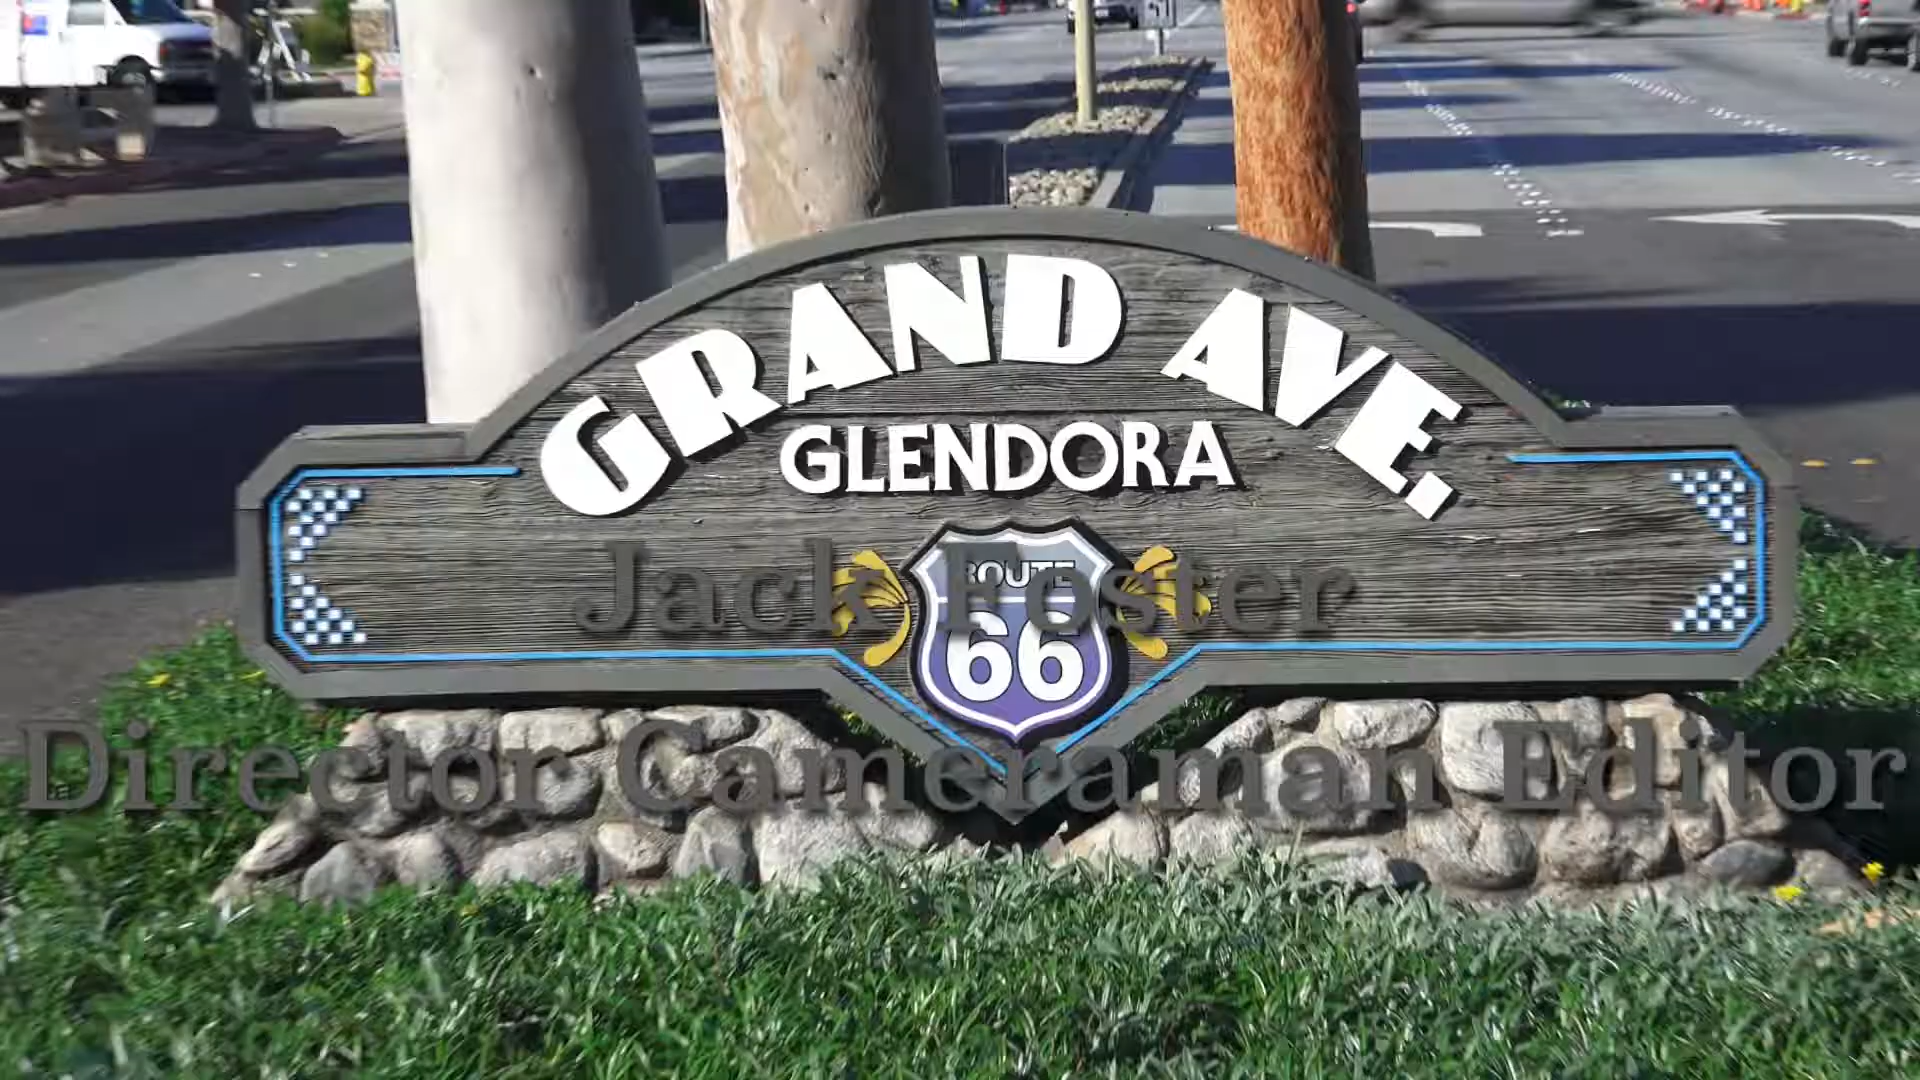 GRAND AVE.
GLENDORA
ROUTE
66
Jack Foster
Director Cameraman Editor